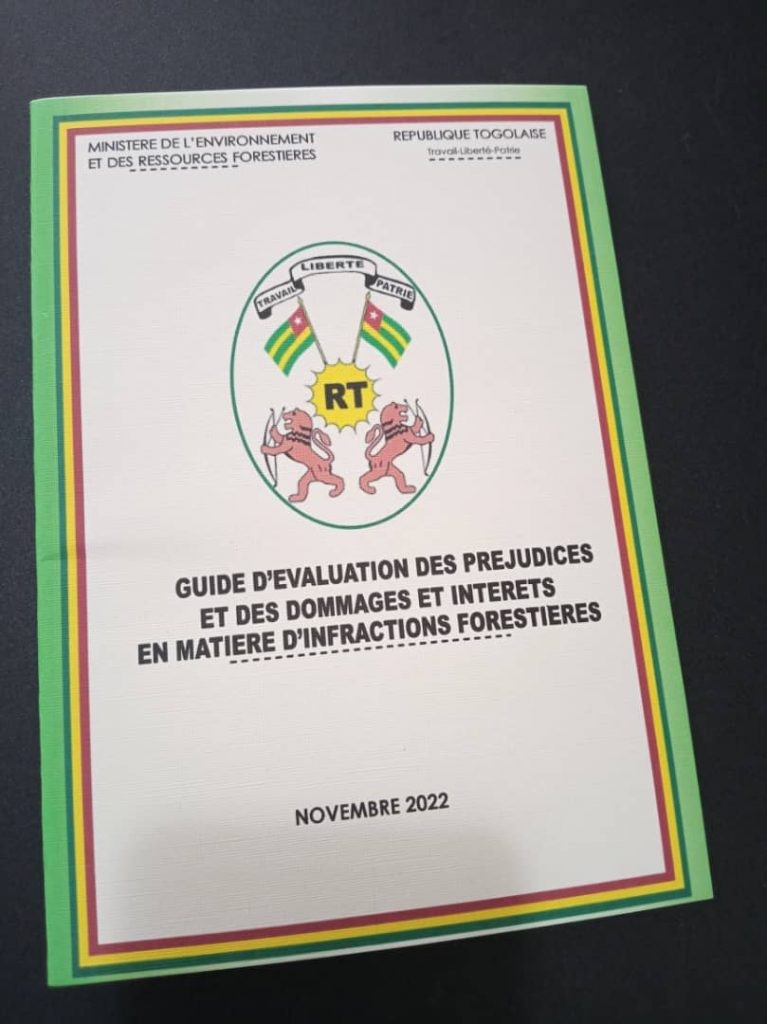 MINISTERE DE L'ENVIRONNEMENT
ET DES RESSOURCES FORESTIERES
REPUBLIQUE TOGOLAISE
Travail-Liberté-Patrie
TRAVAIL LIBERTE PATRIE
RT
GUIDE D'EVALUATION DES PREJUDICES
ET DES DOMMAGES ET INTERETS
EN MATIERE D'INFRACTIONS FORESTIERES
NOVEMBRE 2022